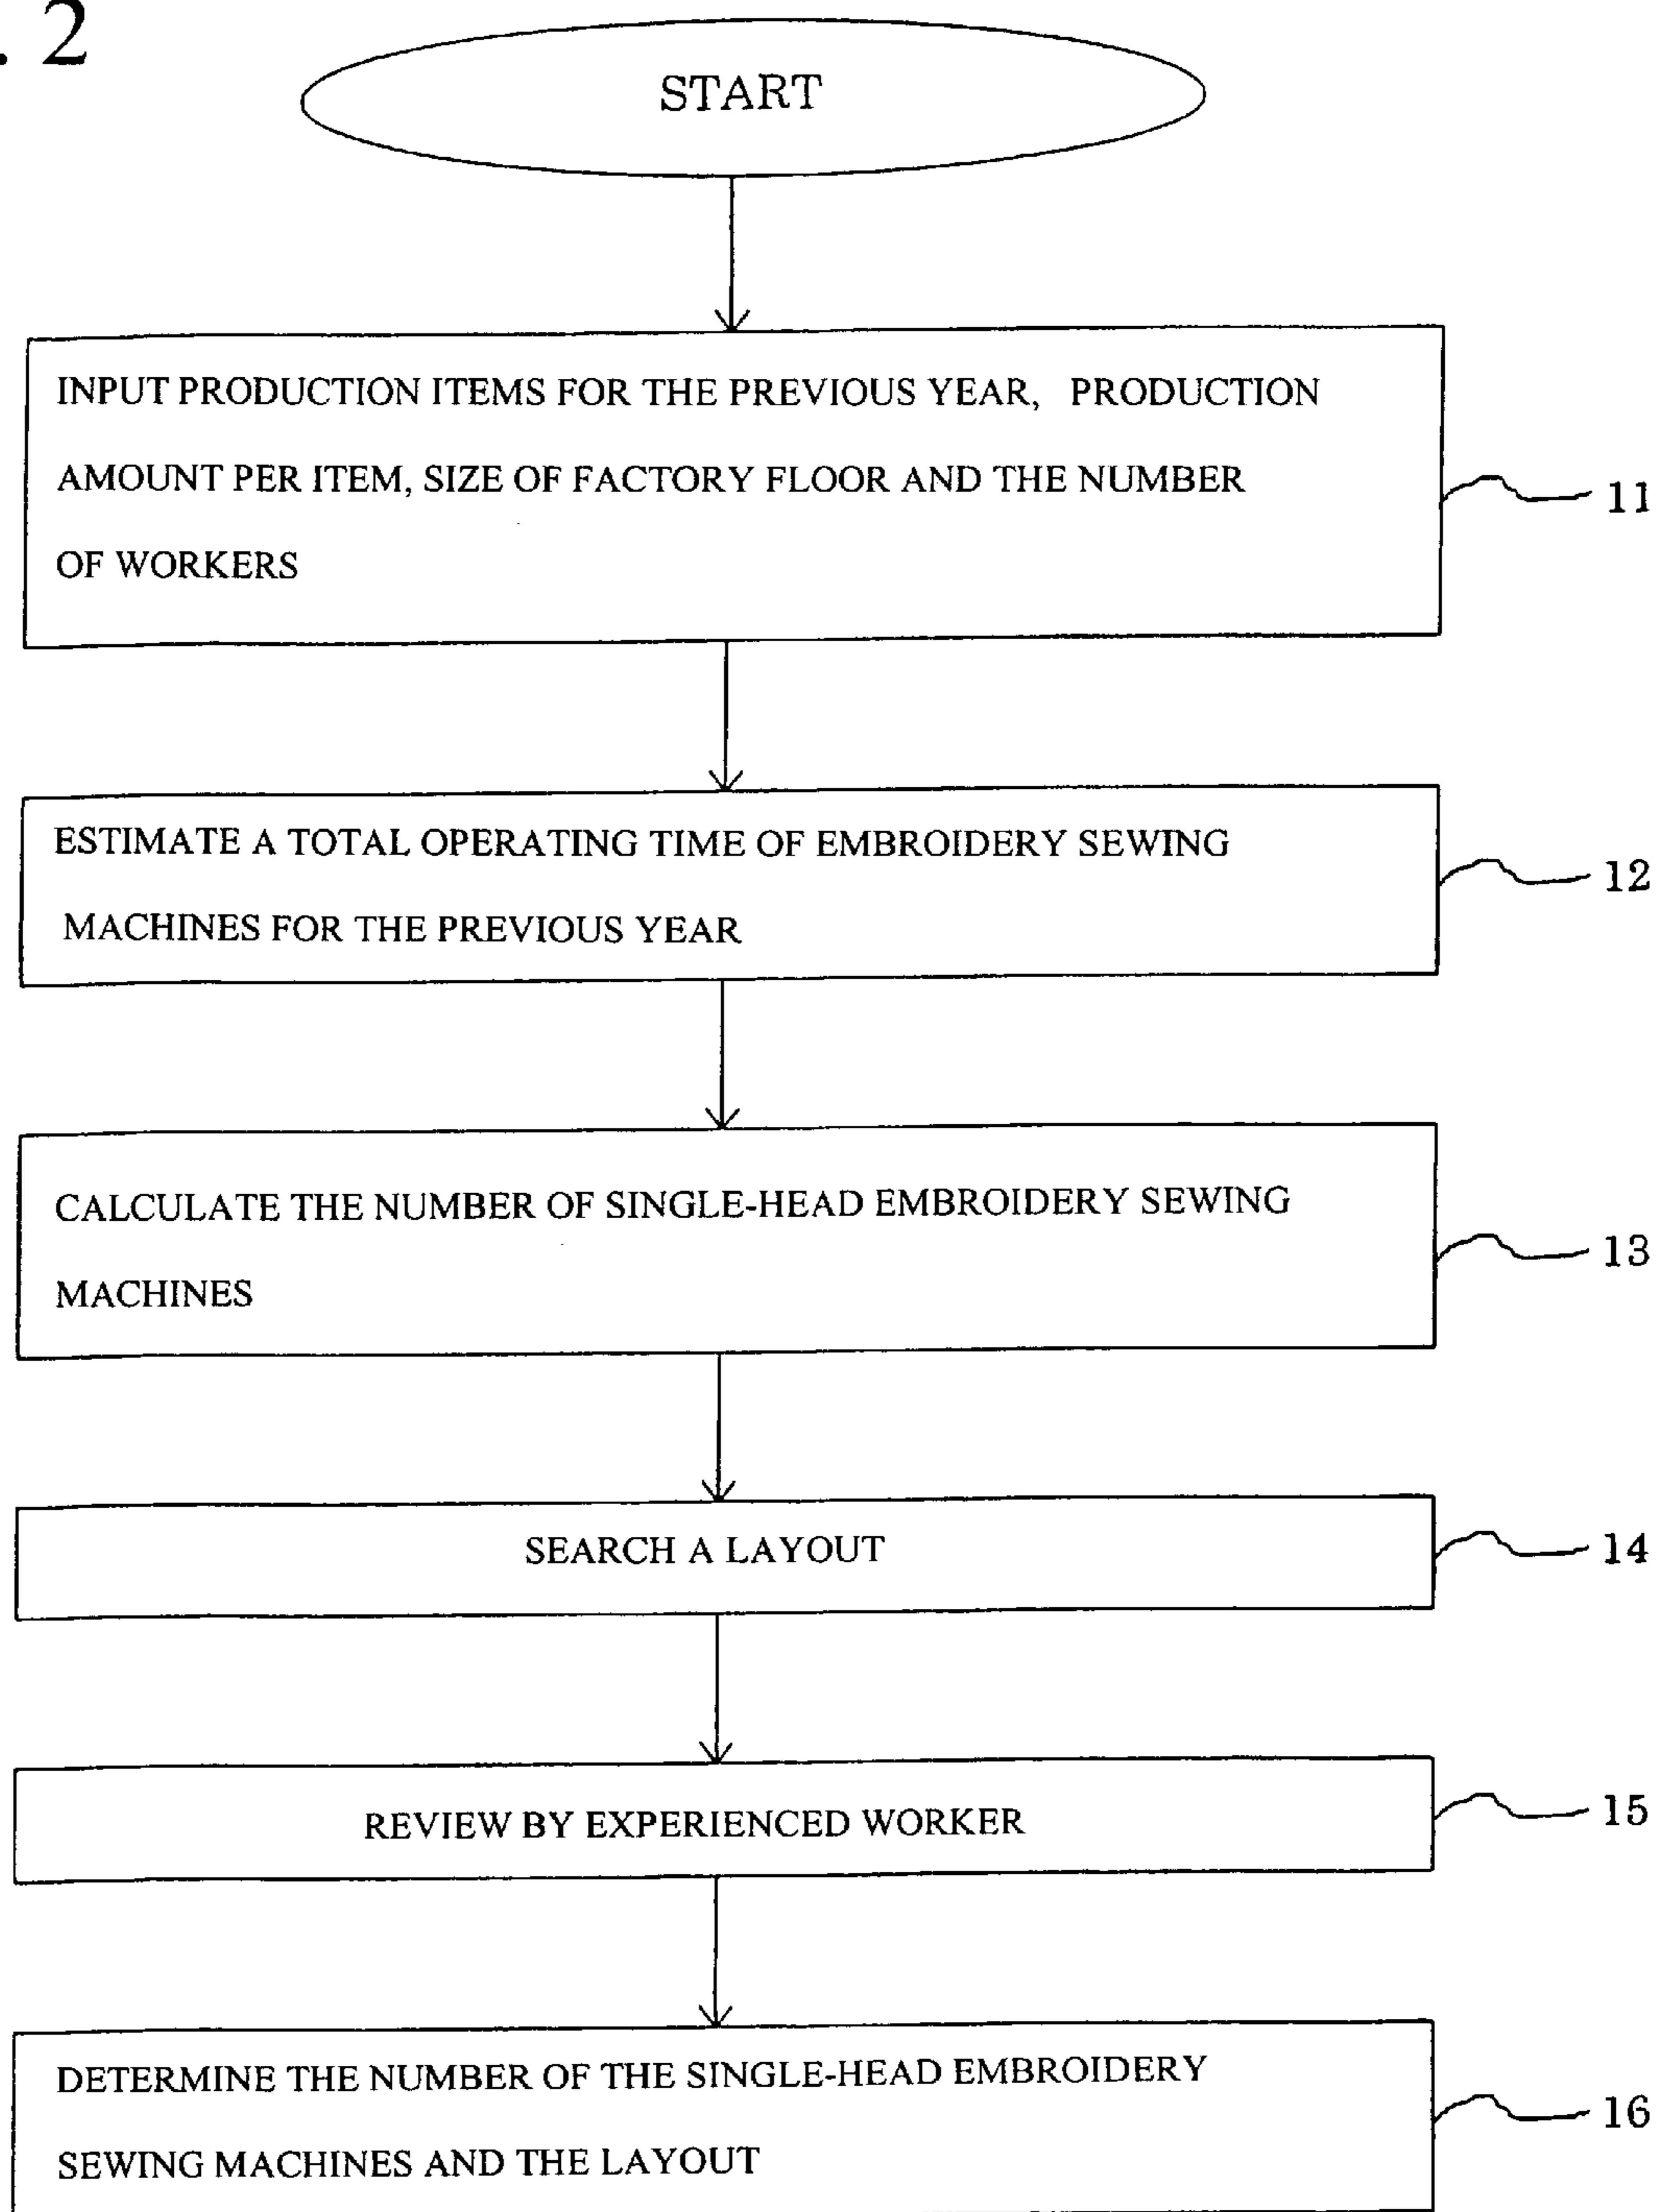 . 2
START
INPUT PRODUCTION ITEMS FOR THE PREVIOUS YEAR, PRODUCTION
AMOUNT PER ITEM, SIZE OF FACTORY FLOOR AND THE NUMBER
OF WORKERS
11
ESTIMATE A TOTAL OPERATING TIME OF EMBROIDERY SEWING
MACHINES FOR THE PREVIOUS YEAR
12
CALCULATE THE NUMBER OF SINGLE-HEAD EMBROIDERY SEWING
MACHINES
13
SEARCH A LAYOUT
14
REVIEW BY EXPERIENCED WORKER
15
DETERMINE THE NUMBER OF THE SINGLE-HEAD EMBROIDERY
SEWING MACHINES AND THE LAYOUT
16